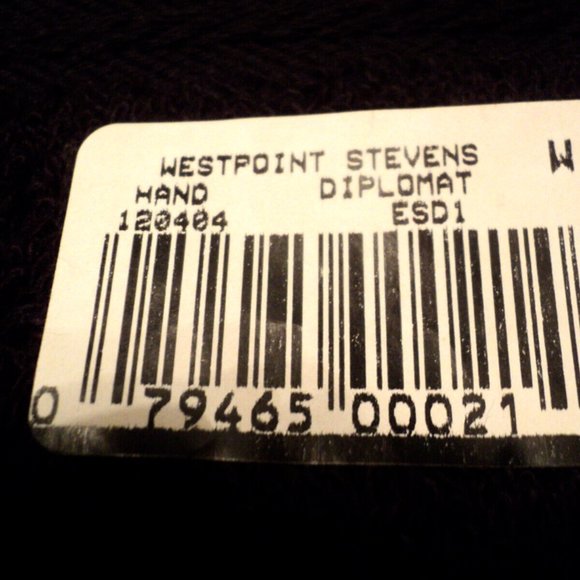 WESTPOINT STEVENS W
HAND DIPLOMAT
120404 ESD1
0 79465 00021